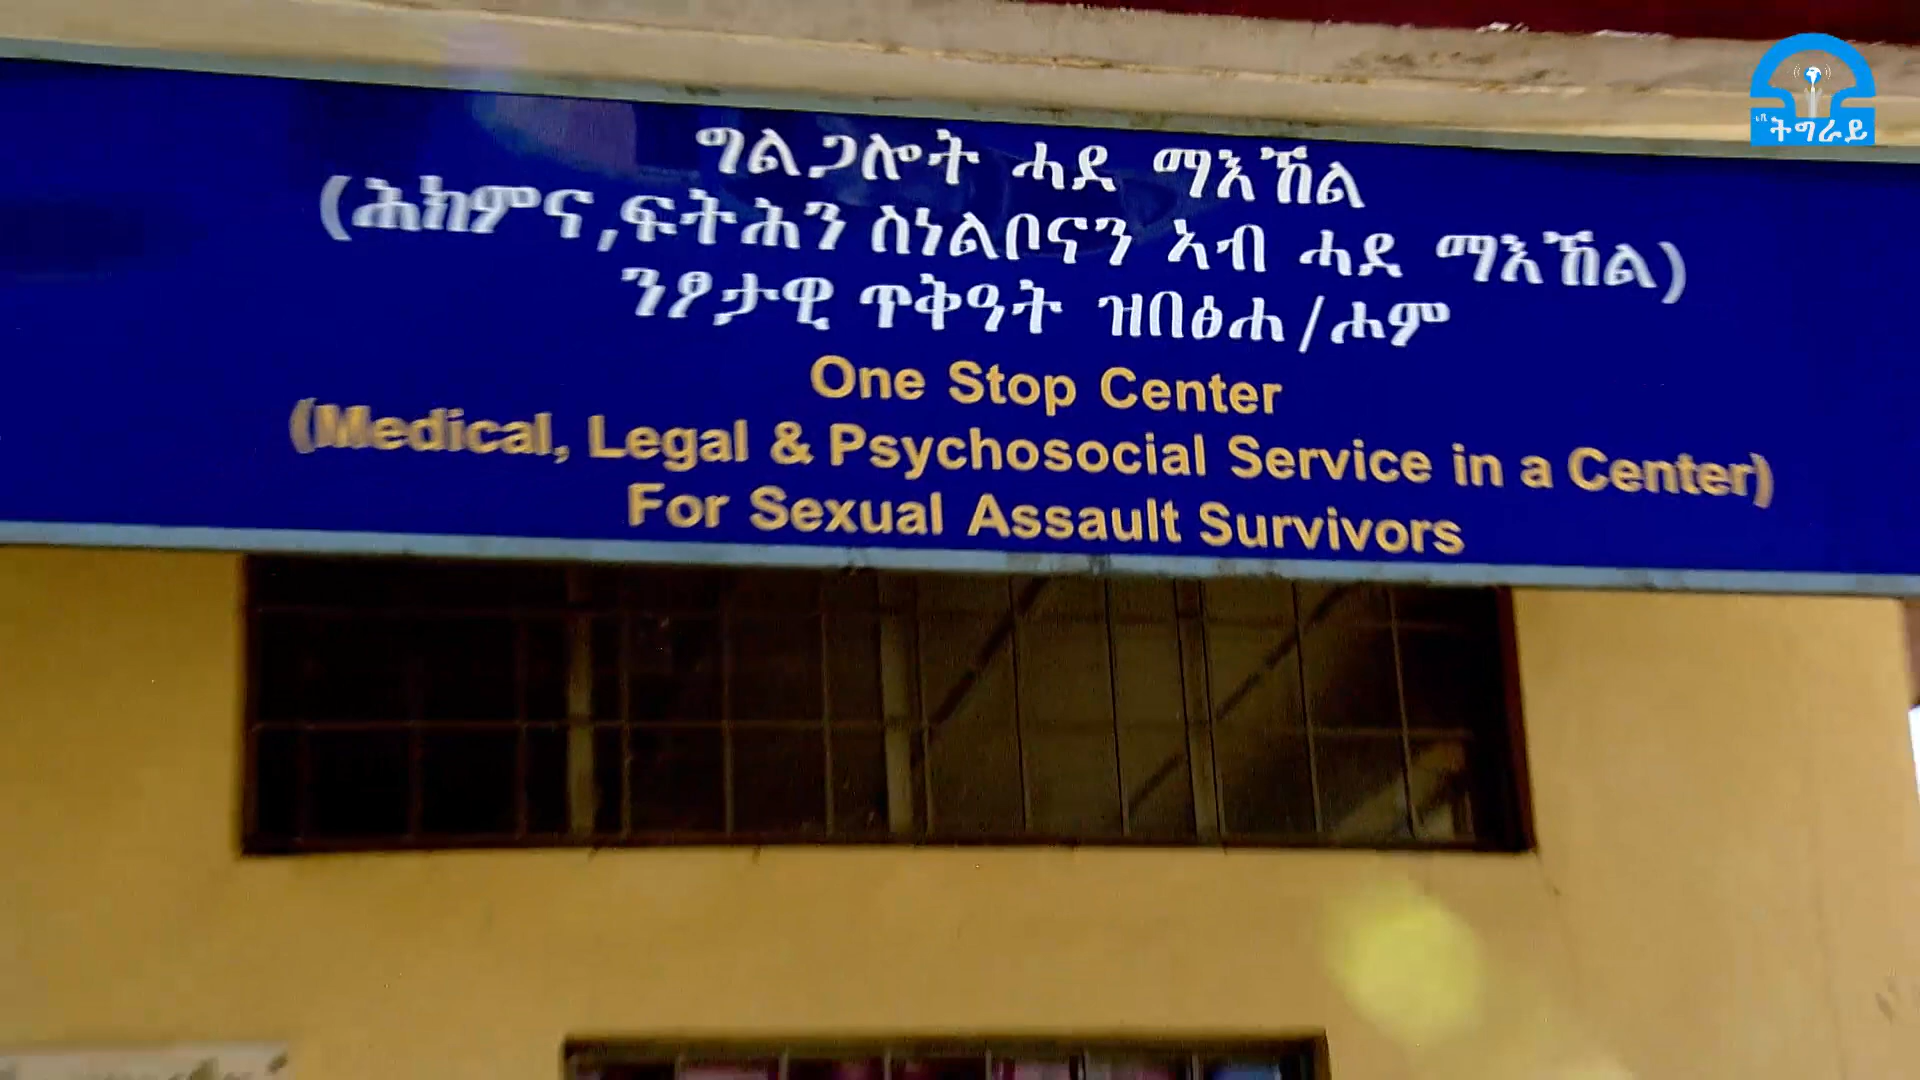 ግልጋሎት ሓደ ማእኸል
(ሕክምና,ፍትሕን ስነልቦናን ኣብ ሓደ ማእኸል)
ንፆታዊ ጥቅዓት ዝበፅሐ/ሖም
One Stop Center
(Medical, Legal & Psychosocial Service in a Center)
For Sexual Assault Survivors
ትግራይ